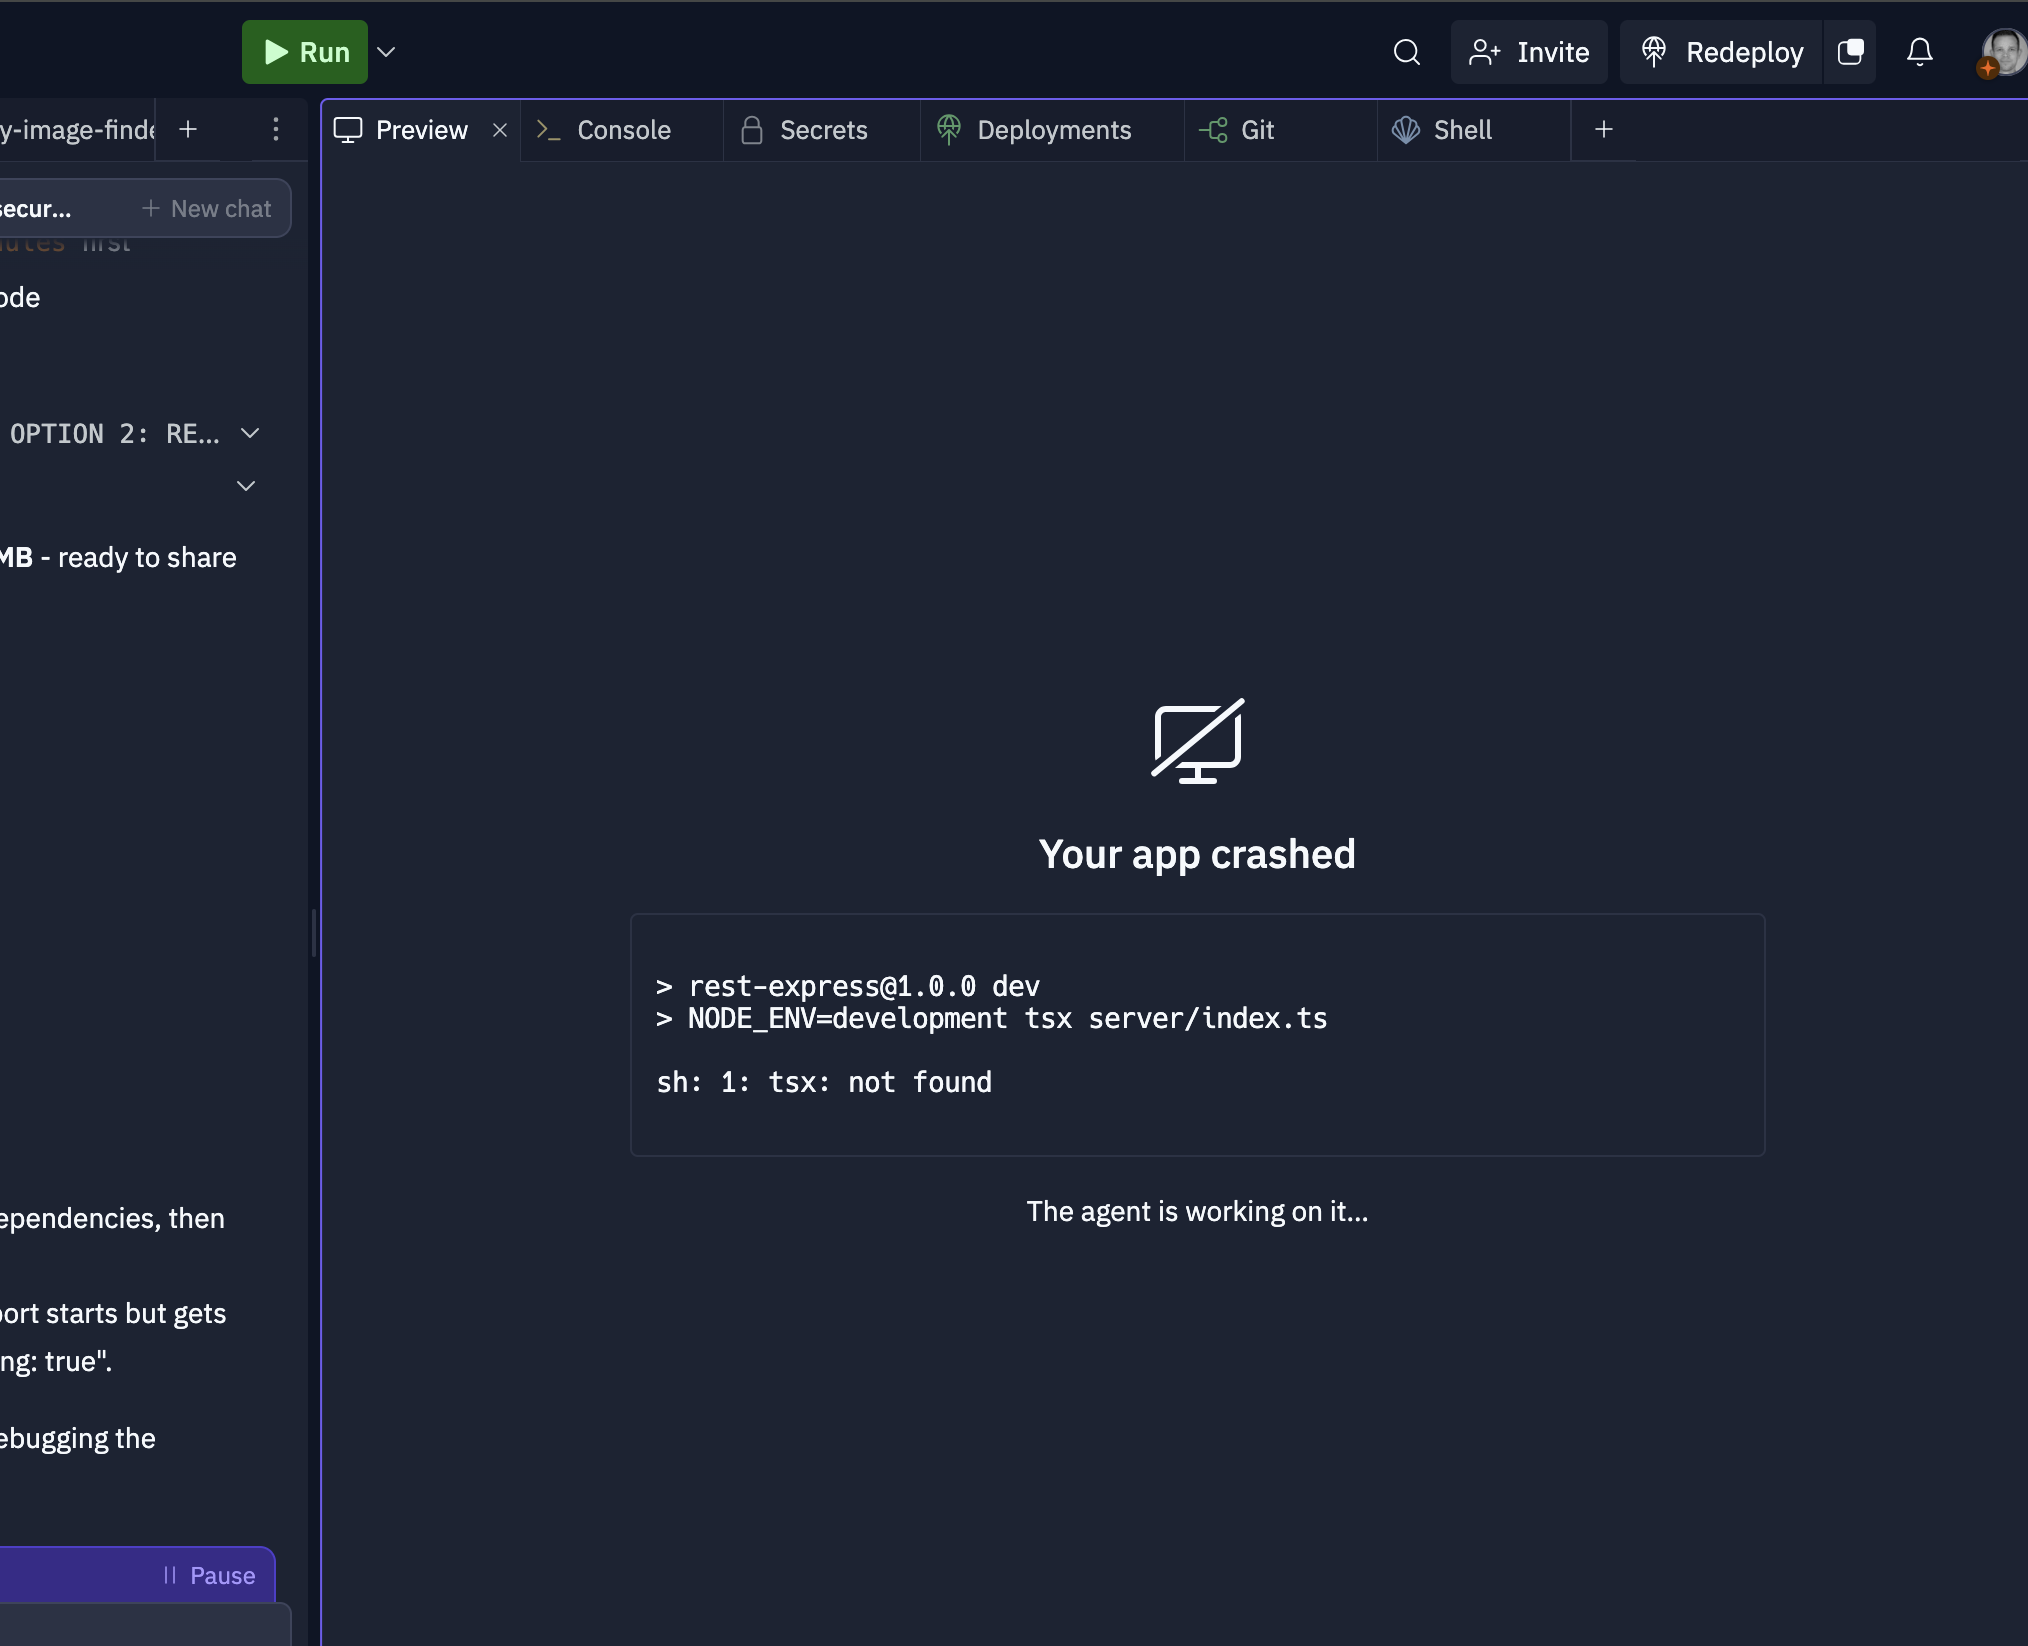 Run
Invite
Redeploy
y-image-finde
Preview
Console
Secrets
Deployments
Git
Shell
secur...
New chat
utes first
ode
OPTION 2: RE...
MB - ready to share
Your app crashed
> rest-express@1.0.0 dev
> NODE_ENV=development tsx server/index.ts
sh: 1: tsx: not found
The agent is working on it...
ependencies, then
port starts but gets
ng: true".
ebugging the
Pause